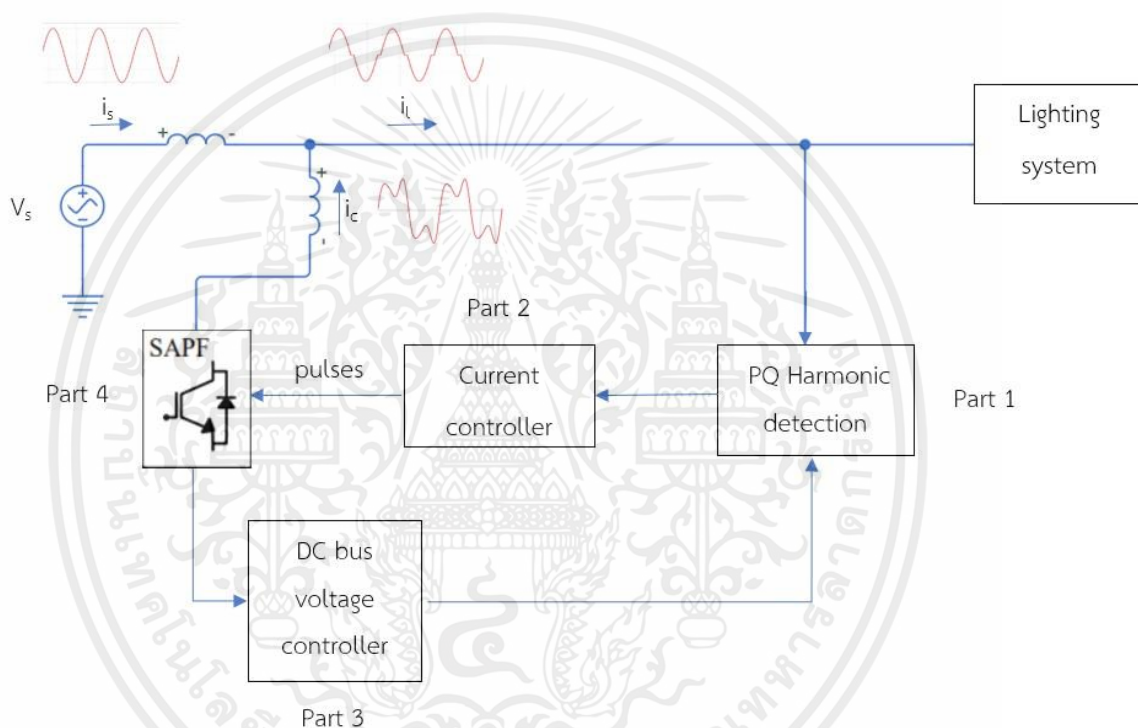 i_s
i_l
Lighting
system
+ -
V_s
+
-
+
i_c
-
Part 2
SAPF
pulses
Part 4
Current
controller
PQ Harmonic
detection
Part 1
DC bus
voltage
controller
Part 3